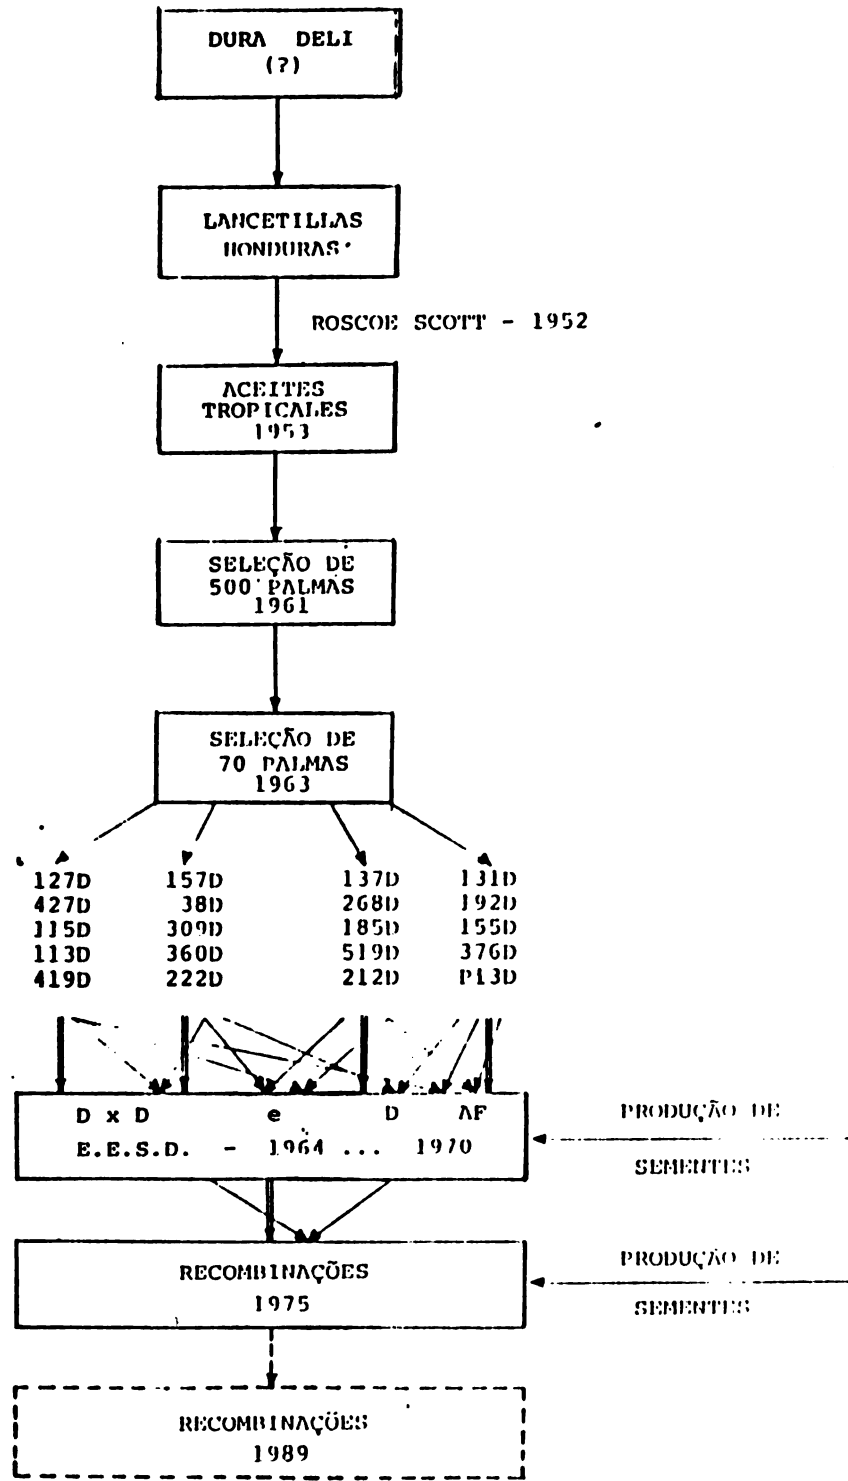 DURA DELI
(?)
LANCETILLAS
HONDURAS
ROSCOE SCOTT - 1952
ACEITES
TROPICALES
1953
SELEÇÃO DE
500 PALMAS
1961
SELEÇÃO DE
70 PALMAS
1963
127D 157D 137D 131D
427D 38D 268D 192D
115D 309D 185D 155D
113D 360D 519D 376D
419D 222D 212D P13D
D x D e D AF
E.E.S.D. - 1964 ... 1970
PRODUÇÃO DE
SEMENTES
RECOMBINAÇÕES
1975
PRODUÇÃO DE
SEMENTES
RECOMBINAÇÕES
1989